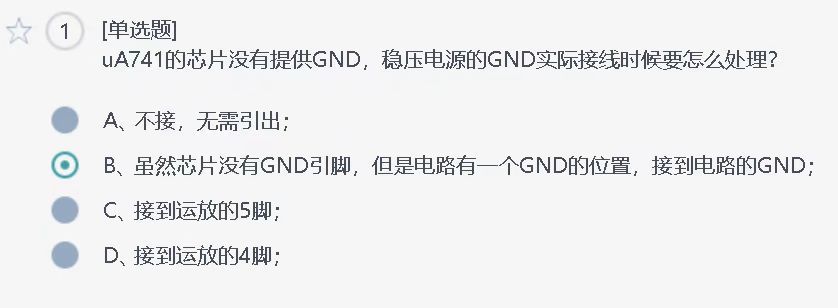 1 [单选题]
uA741的芯片没有提供GND，稳压电源的GND实际接线时候要怎么处理?
A、不接，无需引出；
B、虽然芯片没有GND引脚，但是电路有一个GND的位置，接到电路的GND；
C、接到运放的5脚；
D、接到运放的4脚；